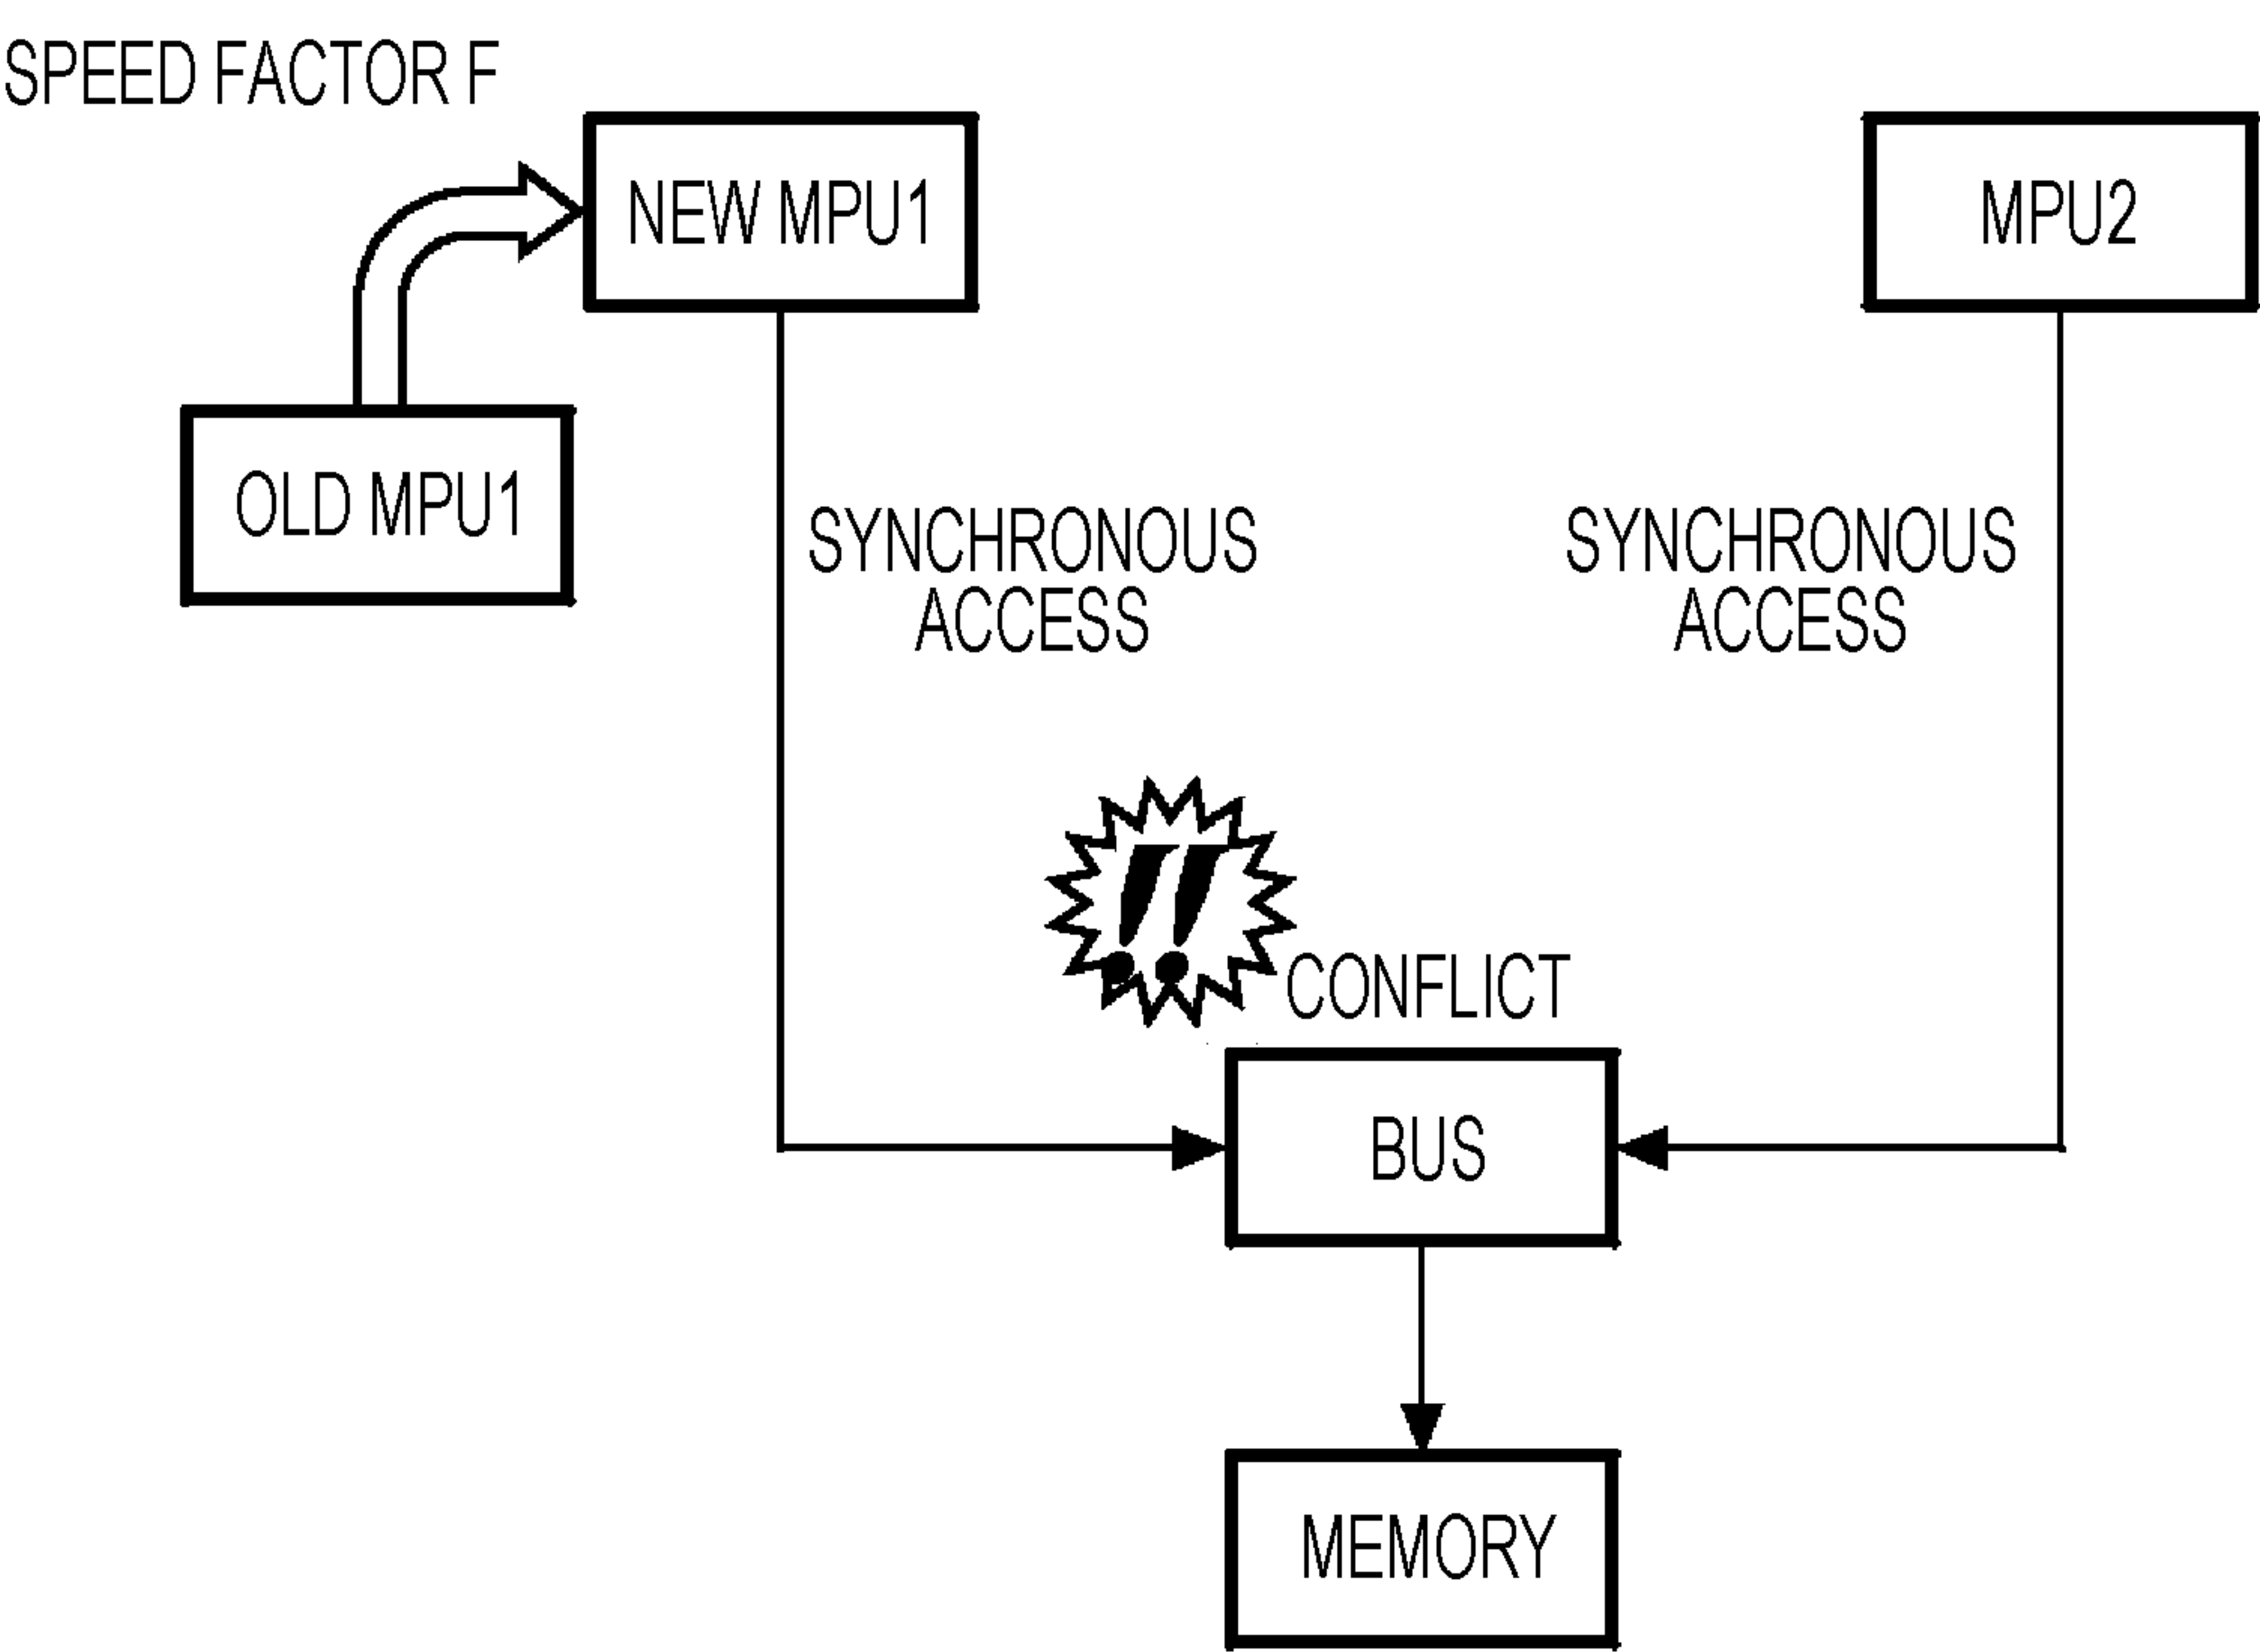 SPEED FACTOR F
NEW MPU1
MPU2
OLD MPU1
SYNCHRONOUS
ACCESS
SYNCHRONOUS
ACCESS
!!
CONFLICT
BUS
MEMORY